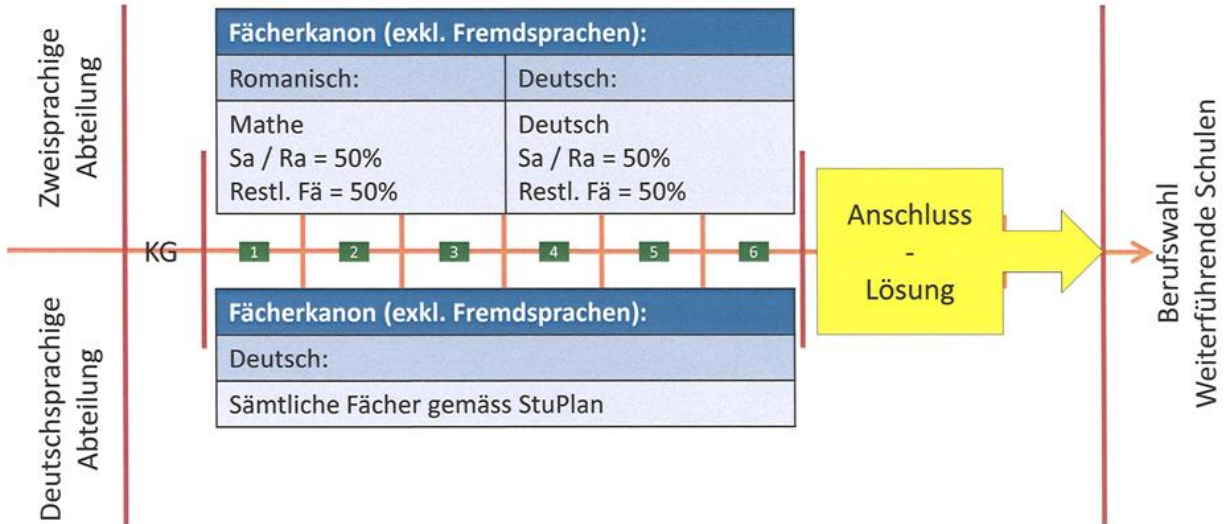 Zweisprachige
Abteilung
Fächerkanon (exkl. Fremdsprachen):
Romanisch:
Deutsch:
Mathe
Sa / Ra = 50%
Restl. Fä = 50%
Deutsch
Sa / Ra = 50%
Restl. Fä = 50%
KG
1
2
3
4
5
6
Anschluss
-
Lösung
Berufswahl
Weiterführende Schulen
Deutschsprachige
Abteilung
Fächerkanon (exkl. Fremdsprachen):
Deutsch:
Sämtliche Fächer gemäss StuPlan